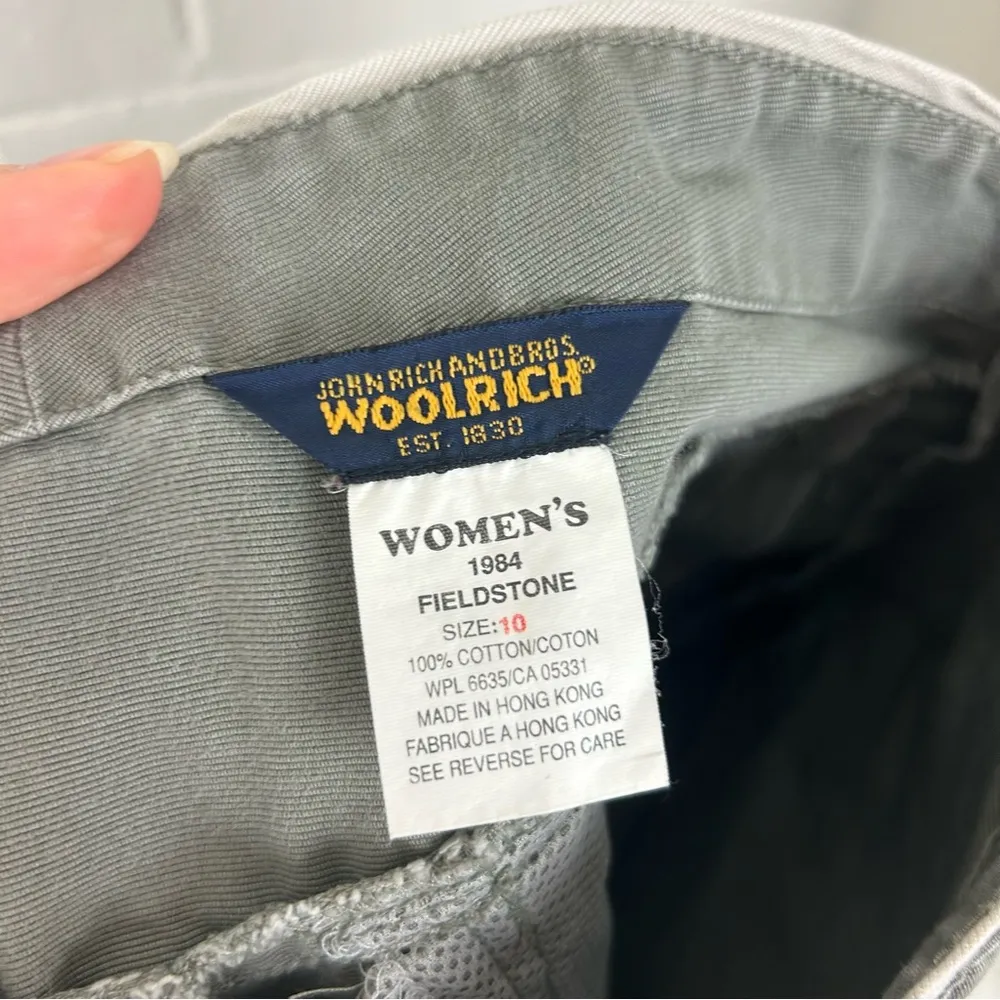 JOHN RICH AND BROS.
WOOLRICH®
EST. 1830
WOMEN'S
1984
FIELDSTONE
SIZE:10
100% COTTON/COTON
WPL 6635/CA 05331
MADE IN HONG KONG
FABRIQUE A HONG KONG
SEE REVERSE FOR CARE